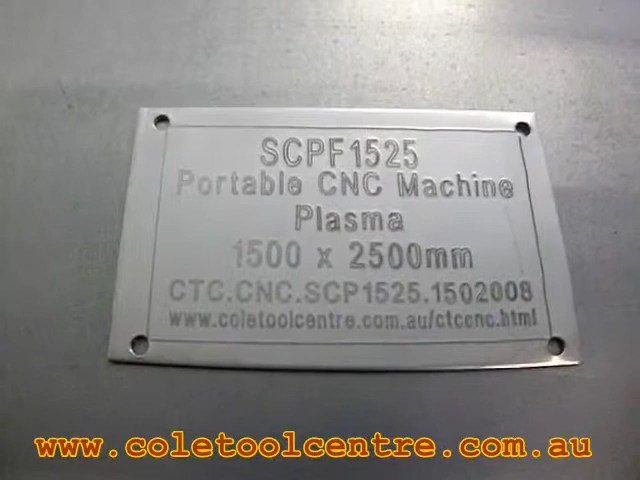 SCPF1525
Portable CNC Machine
Plasma
1500 x 2500mm
CTC.CNC.SCP1525.1502008
www.coletoolcentre.com.au/ctccnc.html
www.coletoolcentre.com.au